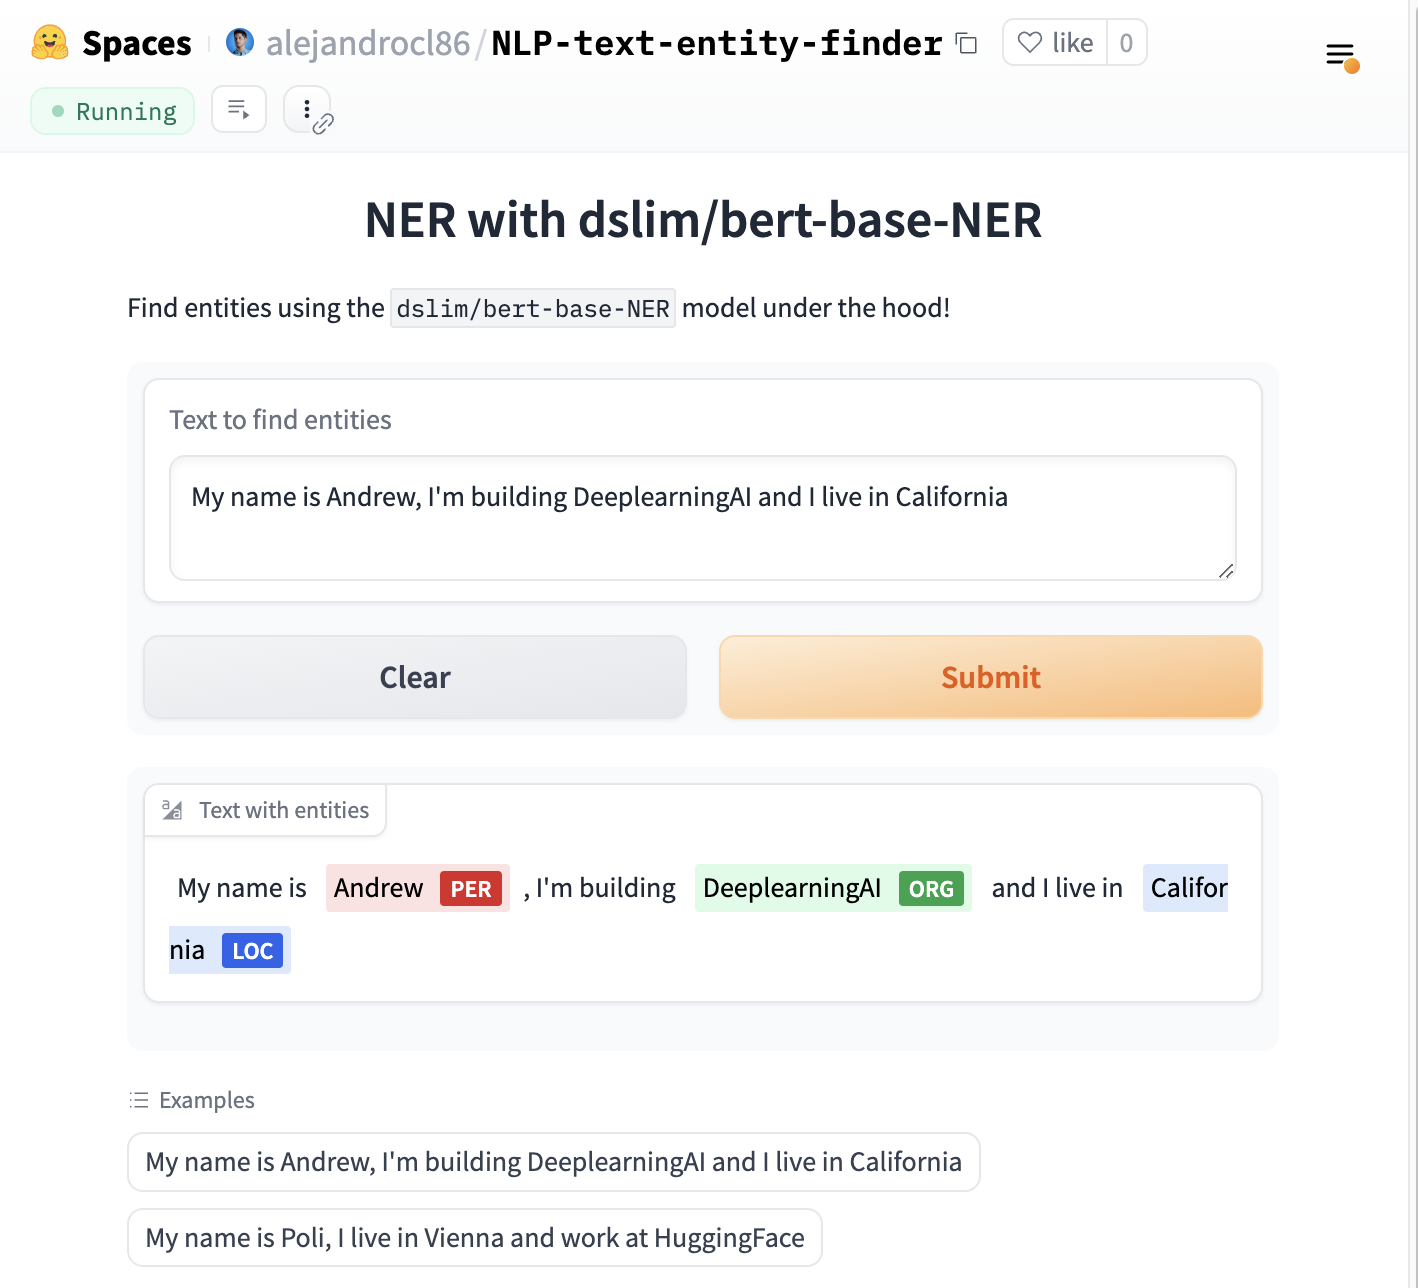 Spaces alejandrocl86/NLP-text-entity-finder like 0
Running
NER with dslim/bert-base-NER
Find entities using the dslim/bert-base-NER model under the hood!
Text to find entities
My name is Andrew, I'm building DeeplearningAI and I live in California
Clear Submit
Text with entities
My name is Andrew PER , I'm building DeeplearningAI ORG and I live in Califor
nia LOC
Examples
My name is Andrew, I'm building DeeplearningAI and I live in California
My name is Poli, I live in Vienna and work at HuggingFace